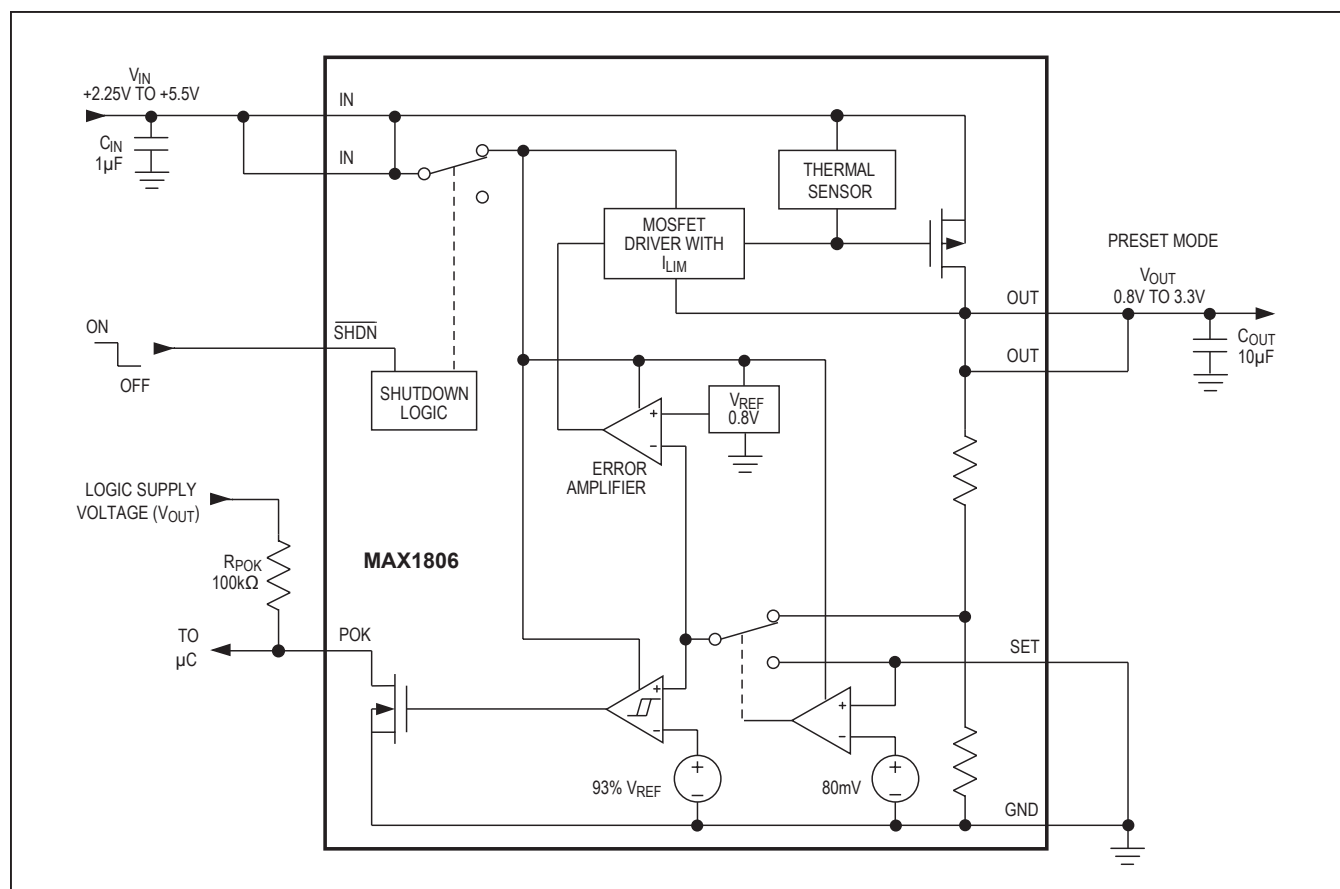 VIN
+2.25V TO +5.5V
CIN
1µF
IN
IN
THERMAL
SENSOR
MOSFET
DRIVER WITH
ILIM
PRESET MODE
VOUT
0.8V TO 3.3V
OUT
OUT
COUT
10µF
ON
OFF
SHDN
SHUTDOWN
LOGIC
+
−
VREF
0.8V
ERROR
AMPLIFIER
LOGIC SUPPLY
VOLTAGE (VOUT)
RPOK
100kΩ
MAX1806
TO
µC
POK
SET
+
−
+
−
93% VREF
+
−
80mV
+
−
GND